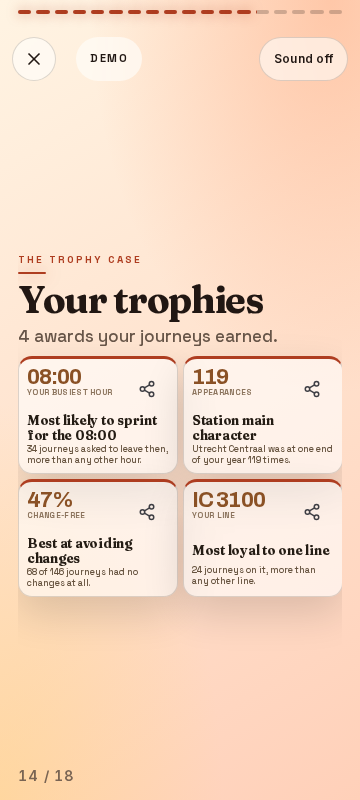 DEMO
Sound off
THE TROPHY CASE
Your trophies
4 awards your journeys earned.
08:00
YOUR BUSIEST HOUR
Most likely to sprint
for the 08:00
34 journeys asked to leave then,
more than any other hour.
119
APPEARANCES
Station main
character
Utrecht Centraal was at one end
of your year 119 times.
47%
CHANGE-FREE
Best at avoiding
changes
68 of 146 journeys had no
changes at all.
IC 3100
YOUR LINE
Most loyal to one line
24 journeys on it, more than
any other line.
14 / 18